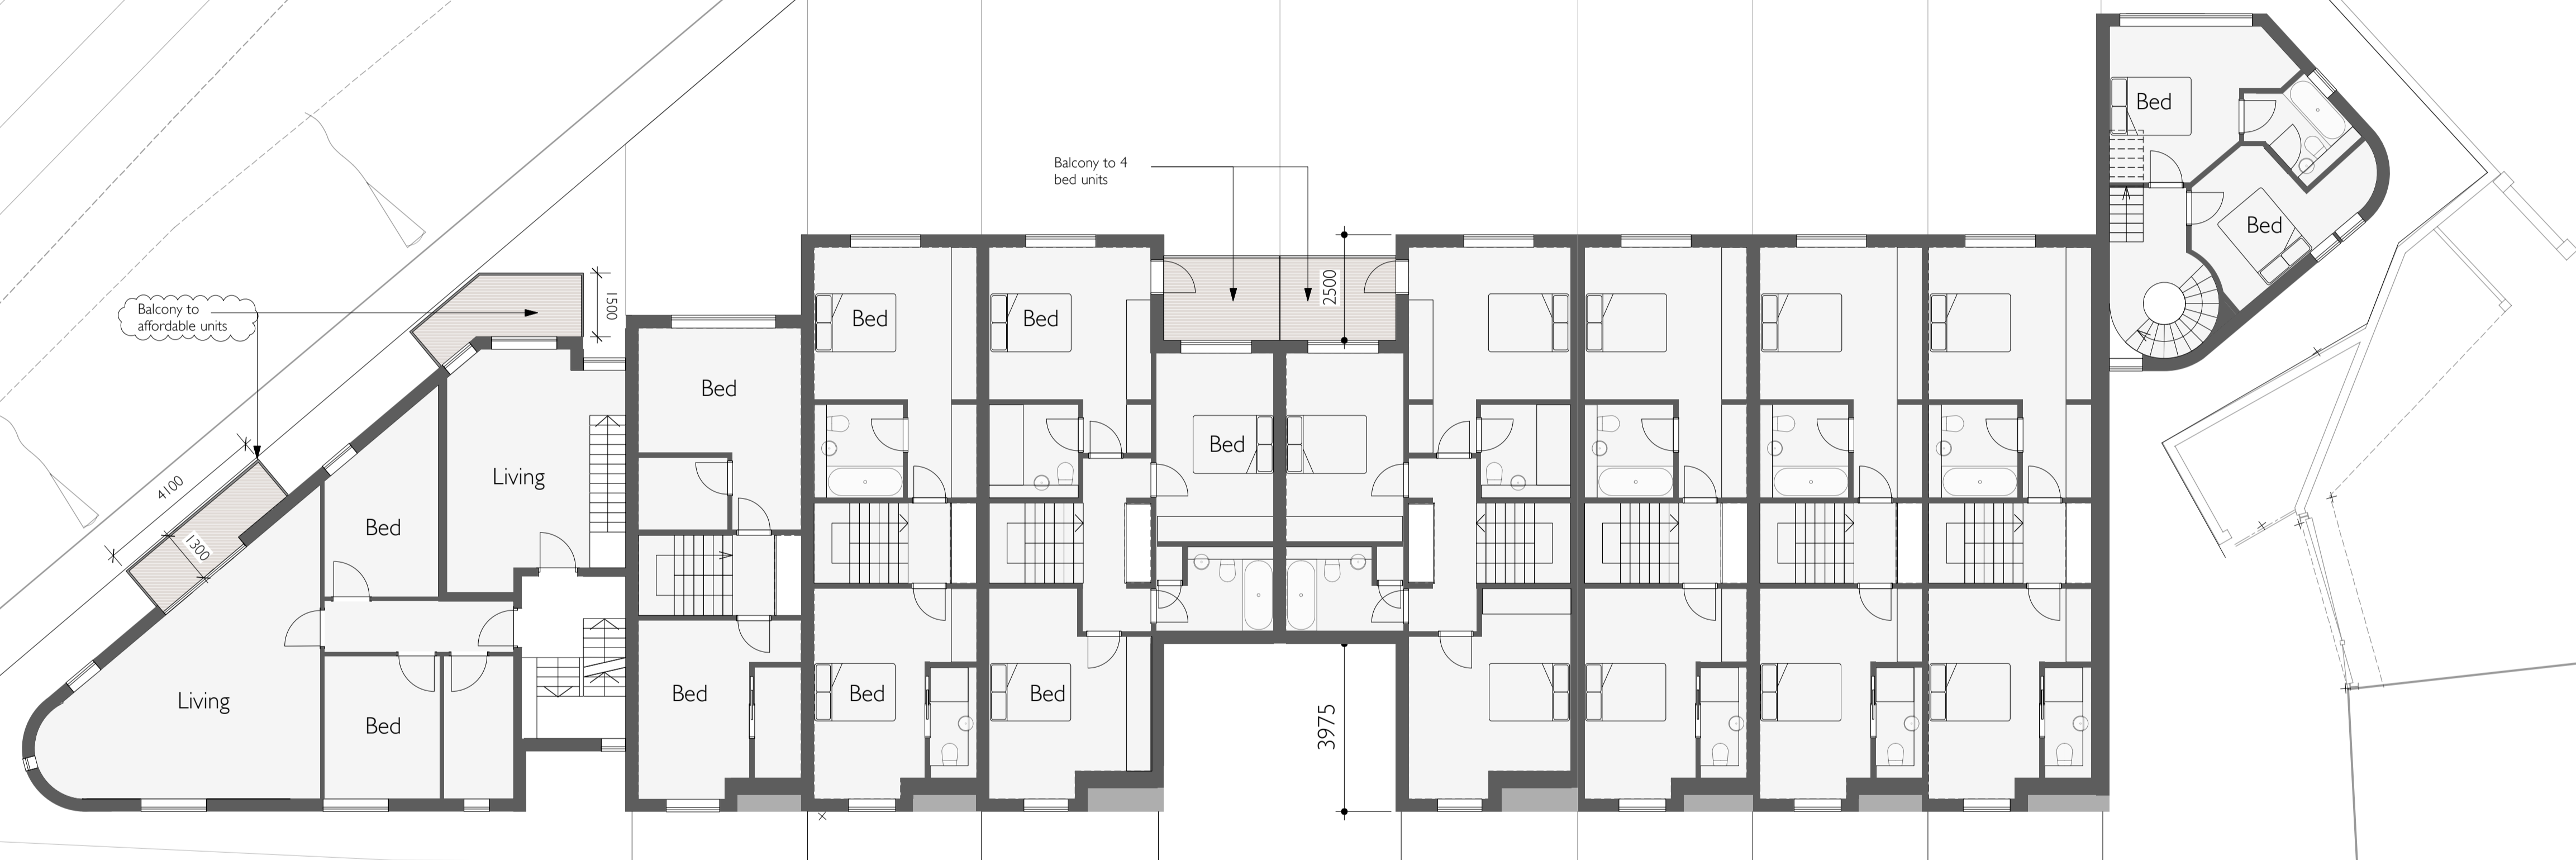 Bed
Balcony to 4
bed units
Bed
2500
Balcony to
affordable units
1500
Bed
Bed
Bed
Bed
4100
Living
Bed
1300
Bed
Living
Bed
Bed
Bed
Bed
3975